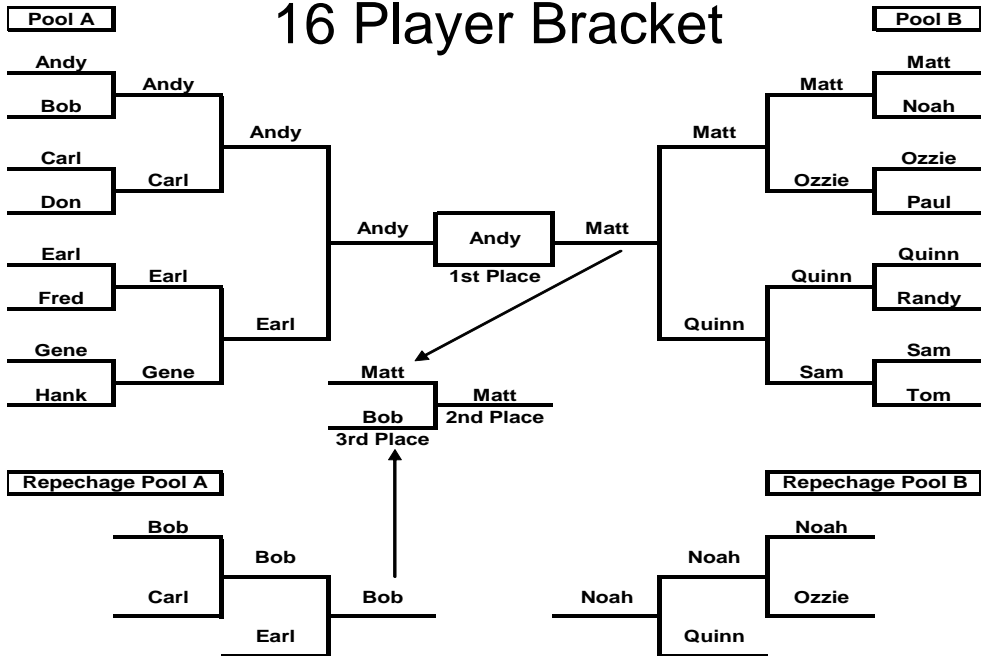 16 Player Bracket
Pool A
Pool B
Andy
Matt
Andy
Matt
Bob
Noah
Andy
Matt
Carl
Ozzie
Carl
Ozzie
Don
Paul
Andy
Andy
Matt
1st Place
Earl
Quinn
Earl
Quinn
Fred
Randy
Earl
Quinn
Gene
Sam
Gene
Sam
Hank
Tom
Matt
Matt
Bob
2nd Place
3rd Place
Repechage Pool A
Repechage Pool B
Bob
Noah
Bob
Noah
Carl
Ozzie
Bob
Noah
Earl
Quinn